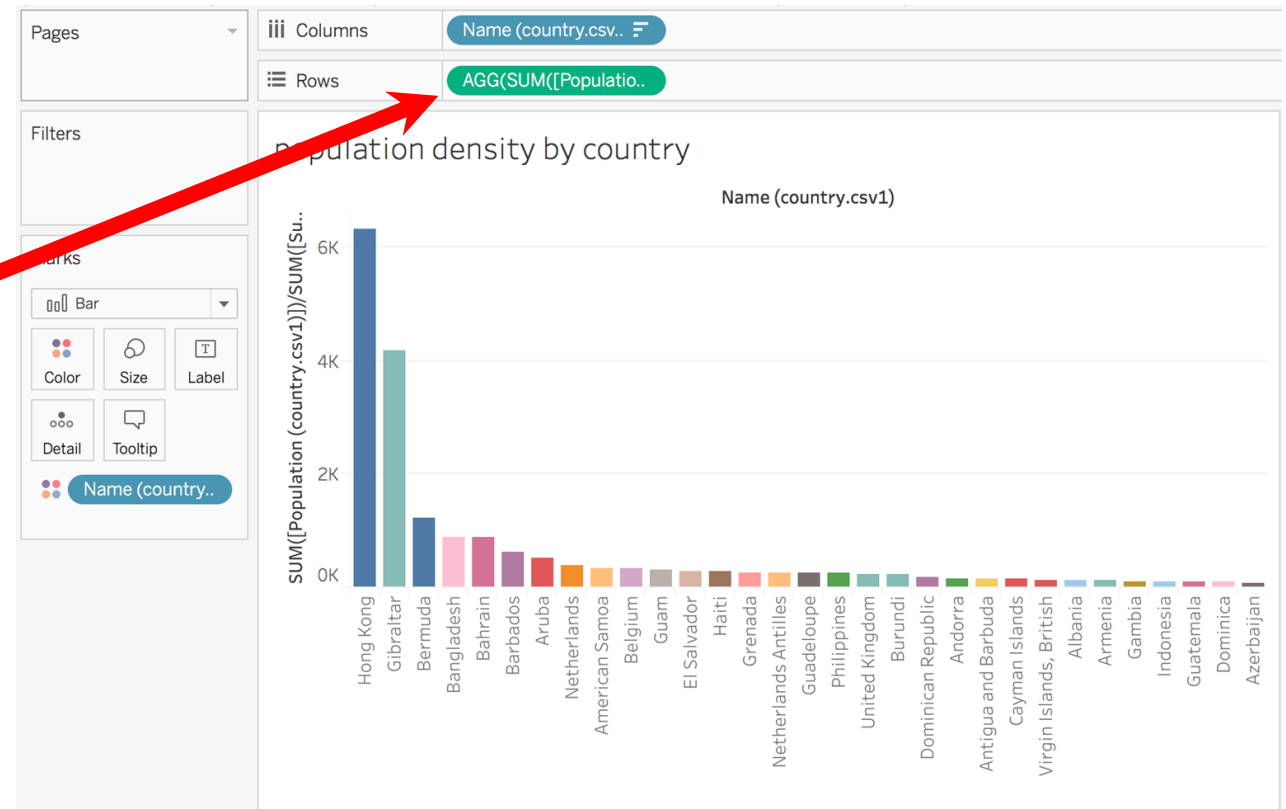 Pages
iii Columns
Name (country.csv..
Rows
AGG(SUM([Populatio..
Filters
population density by country
Name (country.csv1)
SUM([Population (country.csv1)])/SUM([Su..
6K
4K
2K
0K
Marks
Bar
Color
Size
T
Label
Detail
Tooltip
Name (country..
Hong Kong
Gibraltar
Bermuda
Bangladesh
Bahrain
Barbados
Aruba
Netherlands
American Samoa
Belgium
Guam
El Salvador
Haiti
Grenada
Netherlands Antilles
Guadeloupe
Philippines
United Kingdom
Burundi
Dominican Republic
Andorra
Antigua and Barbuda
Cayman Islands
Virgin Islands, British
Albania
Armenia
Gambia
Indonesia
Guatemala
Dominica
Azerbaijan